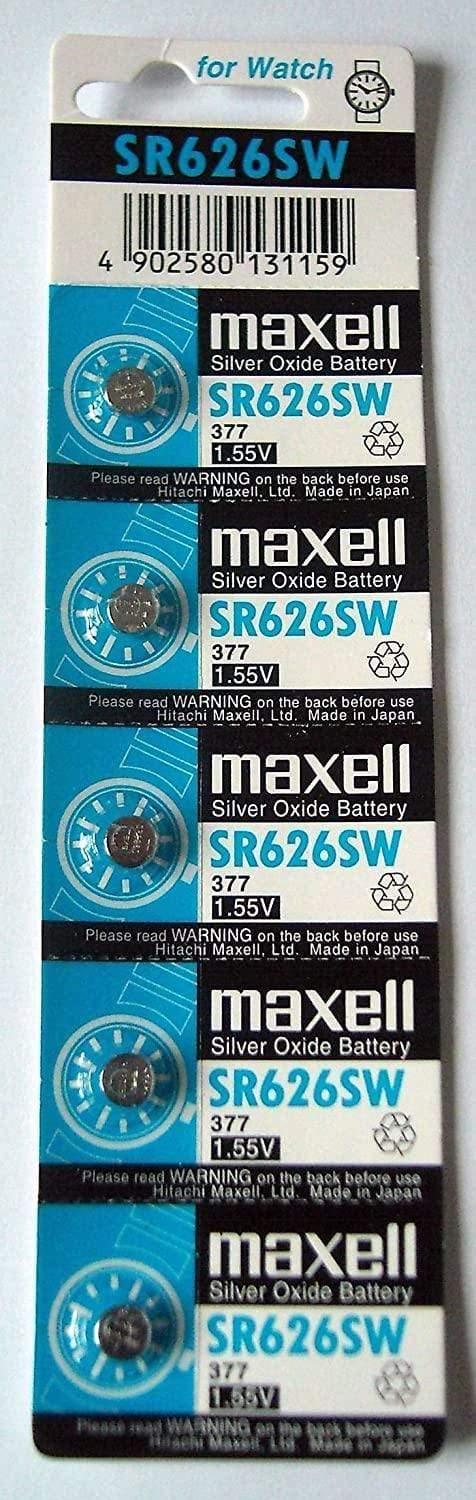 for Watch
SR626SW
4 902580 131159
maxell
Silver Oxide Battery
SR626SW
377
1.55V
Please read WARNING on the back before use
Hitachi Maxell, Ltd. Made in Japan
maxell
Silver Oxide Battery
SR626SW
377
1.55V
Please read WARNING on the back before use
Hitachi Maxell, Ltd. Made in Japan
maxell
Silver Oxide Battery
SR626SW
377
1.55V
Please read WARNING on the back before use
Hitachi Maxell, Ltd. Made in Japan
maxell
Silver Oxide Battery
SR626SW
377
1.55V
Please read WARNING on the back before use
Hitachi Maxell, Ltd. Made in Japan
maxell
Silver Oxide Battery
SR626SW
377
1.55V
Please read WARNING on the back before use
Hitachi Maxell, Ltd. Made in Japan